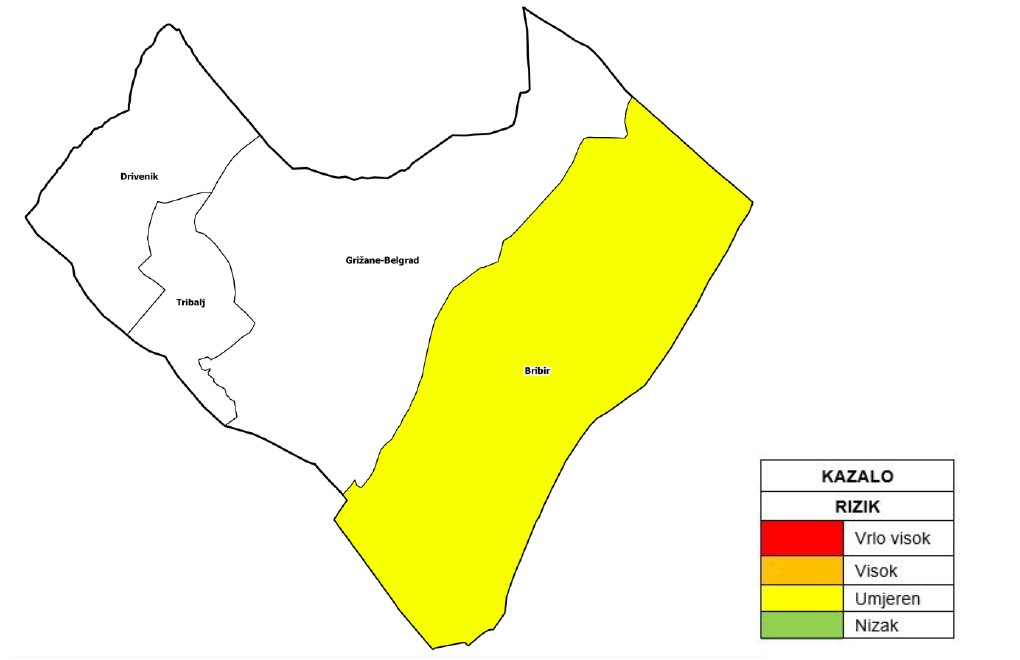 Drivenik
Grižane-Belgrad
Tribalj
Bribir
KAZALO
RIZIK
Vrlo visok
Visok
Umjeren
Nizak